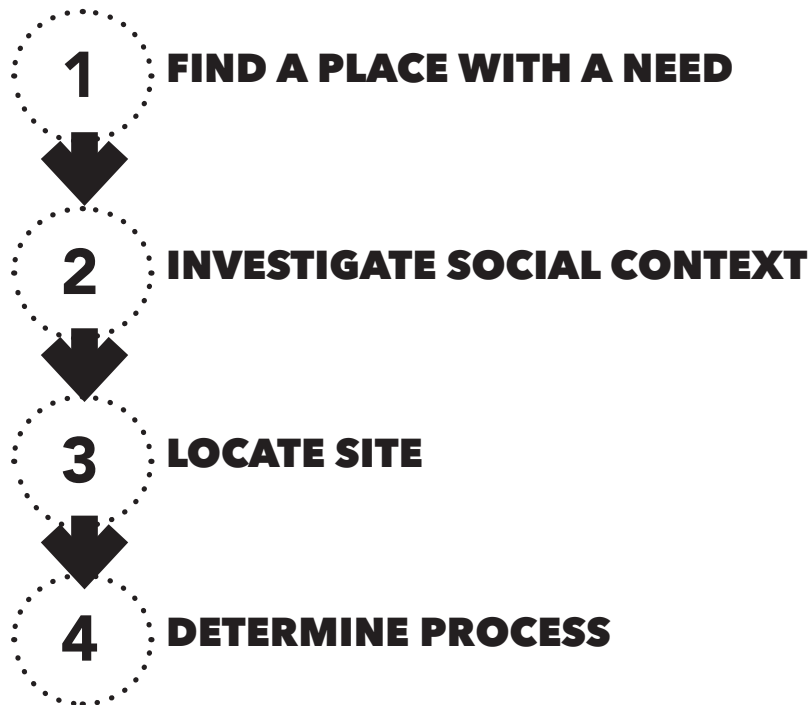 1 FIND A PLACE WITH A NEED
2 INVESTIGATE SOCIAL CONTEXT
3 LOCATE SITE
4 DETERMINE PROCESS